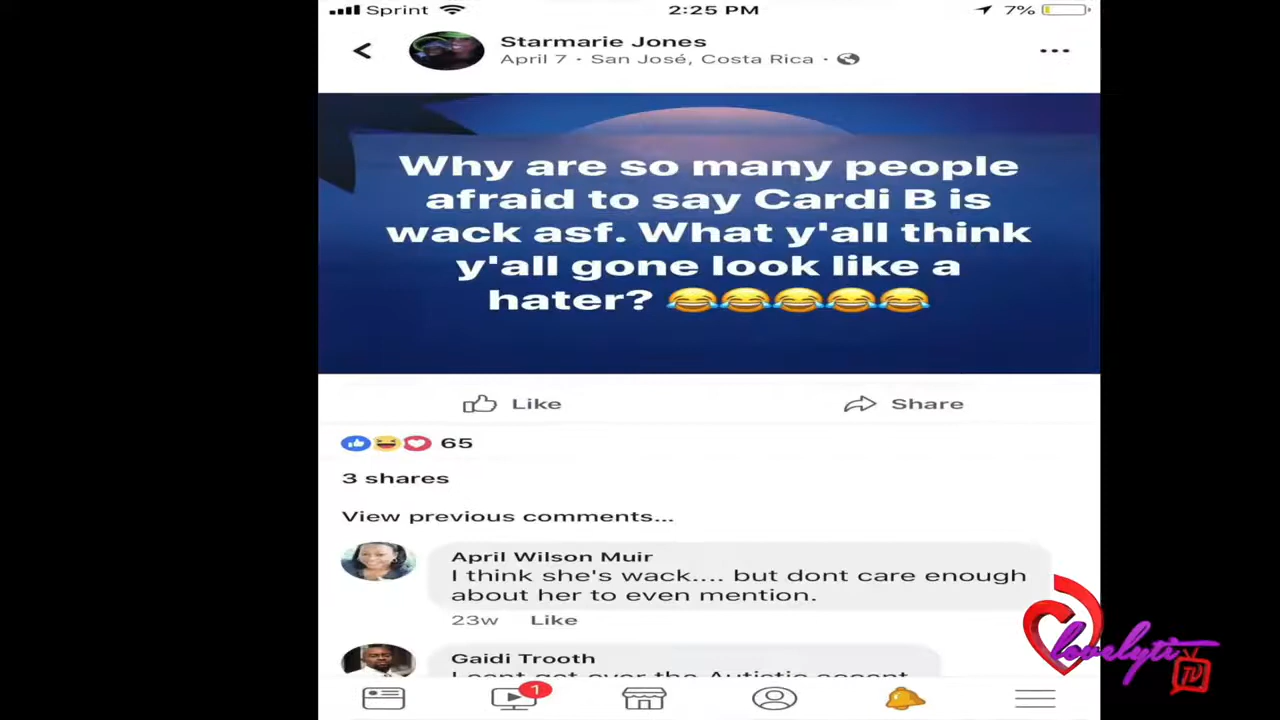 Sprint 2:25 PM 7%
Starmarie Jones
April 7 · San José, Costa Rica ·
Why are so many people
afraid to say Cardi B is
wack asf. What y'all think
y'all gone look like a
hater? 😂😂😂😂😂
Like Share
65
3 shares
View previous comments...
April Wilson Muir
I think she's wack.... but dont care enough
about her to even mention.
23w Like
Gaidi Trooth
I cant get over the Autistic accent
1
lovelyti
TV